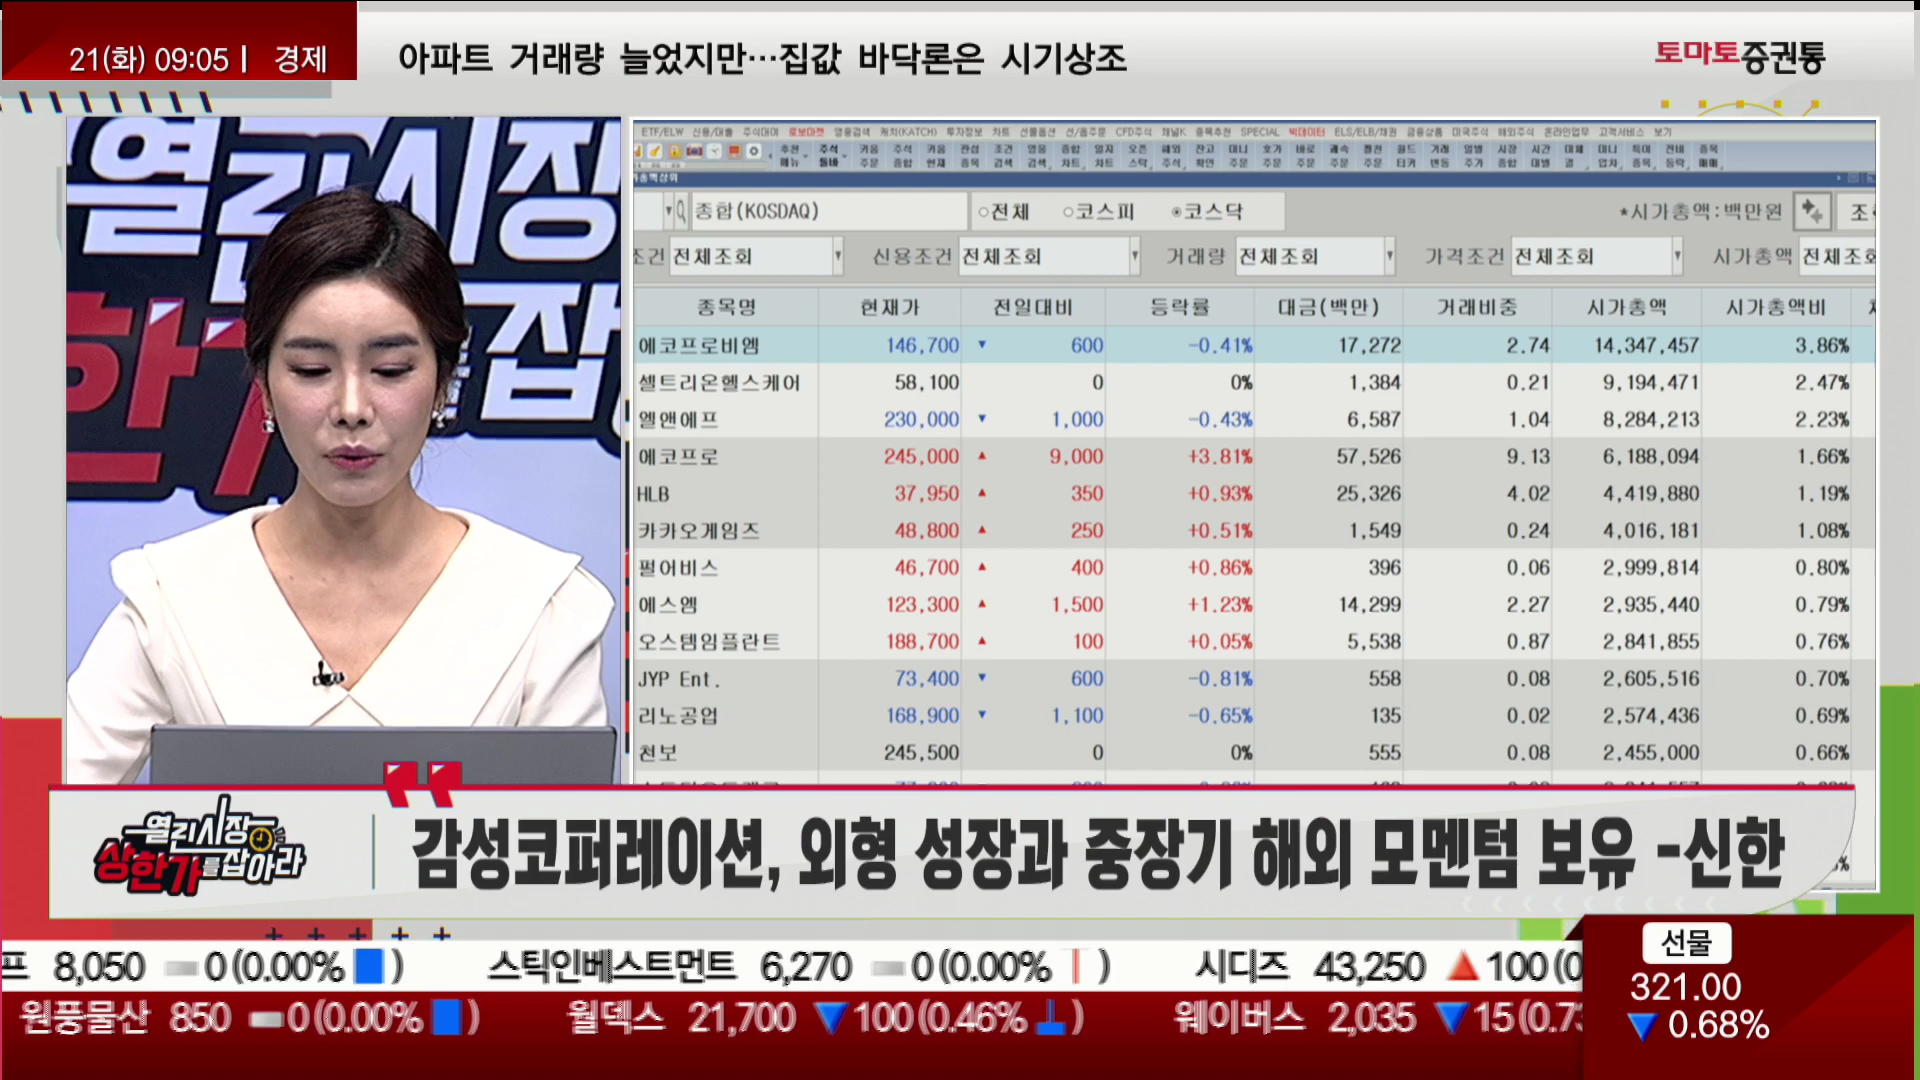 21(화) 09:05 | 경제
아파트 거래량 늘었지만…집값 바닥론은 시기상조
토마토증권통
열린시장
종합(KOSDAQ) 전체 코스피 코스닥 *시가총액:백만원
조건 전체조회 신용조건 전체조회 거래량 전체조회 가격조건 전체조회 시가총액 전체조회
종목명 현재가 전일대비 등락률 대금(백만) 거래비중 시가총액 시가총액비
에코프로비엠 146,700 ▼ 600 -0.41% 17,272 2.74 14,347,457 3.86%
셀트리온헬스케어 58,100 0 0% 1,384 0.21 9,194,471 2.47%
엘앤에프 230,000 ▼ 1,000 -0.43% 6,587 1.04 8,284,213 2.23%
에코프로 245,000 ▲ 9,000 +3.81% 57,526 9.13 6,188,094 1.66%
HLB 37,950 ▲ 350 +0.93% 25,326 4.02 4,419,880 1.19%
카카오게임즈 48,800 ▲ 250 +0.51% 1,549 0.24 4,016,181 1.08%
펄어비스 46,700 ▲ 400 +0.86% 396 0.06 2,999,814 0.80%
에스엠 123,300 ▲ 1,500 +1.23% 14,299 2.27 2,935,440 0.79%
오스템임플란트 188,700 ▲ 100 +0.05% 5,538 0.87 2,841,855 0.76%
JYP Ent. 73,400 ▼ 600 -0.81% 558 0.08 2,605,516 0.70%
리노공업 168,900 ▼ 1,100 -0.65% 135 0.02 2,574,436 0.69%
천보 245,500 0 0% 555 0.08 2,455,000 0.66%
열린시장
상한가를잡아라
감성코퍼레이션, 외형 성장과 중장기 해외 모멘텀 보유 -신한
프 8,050 0(0.00% ) 스틱인베스트먼트 6,270 0(0.00% ) 시디즈 43,250 ▲100(0
원풍물산 850 0(0.00% ) 월덱스 21,700 ▼100(0.46% ) 웨이버스 2,035 ▼15(0.73
선물
321.00
▼0.68%